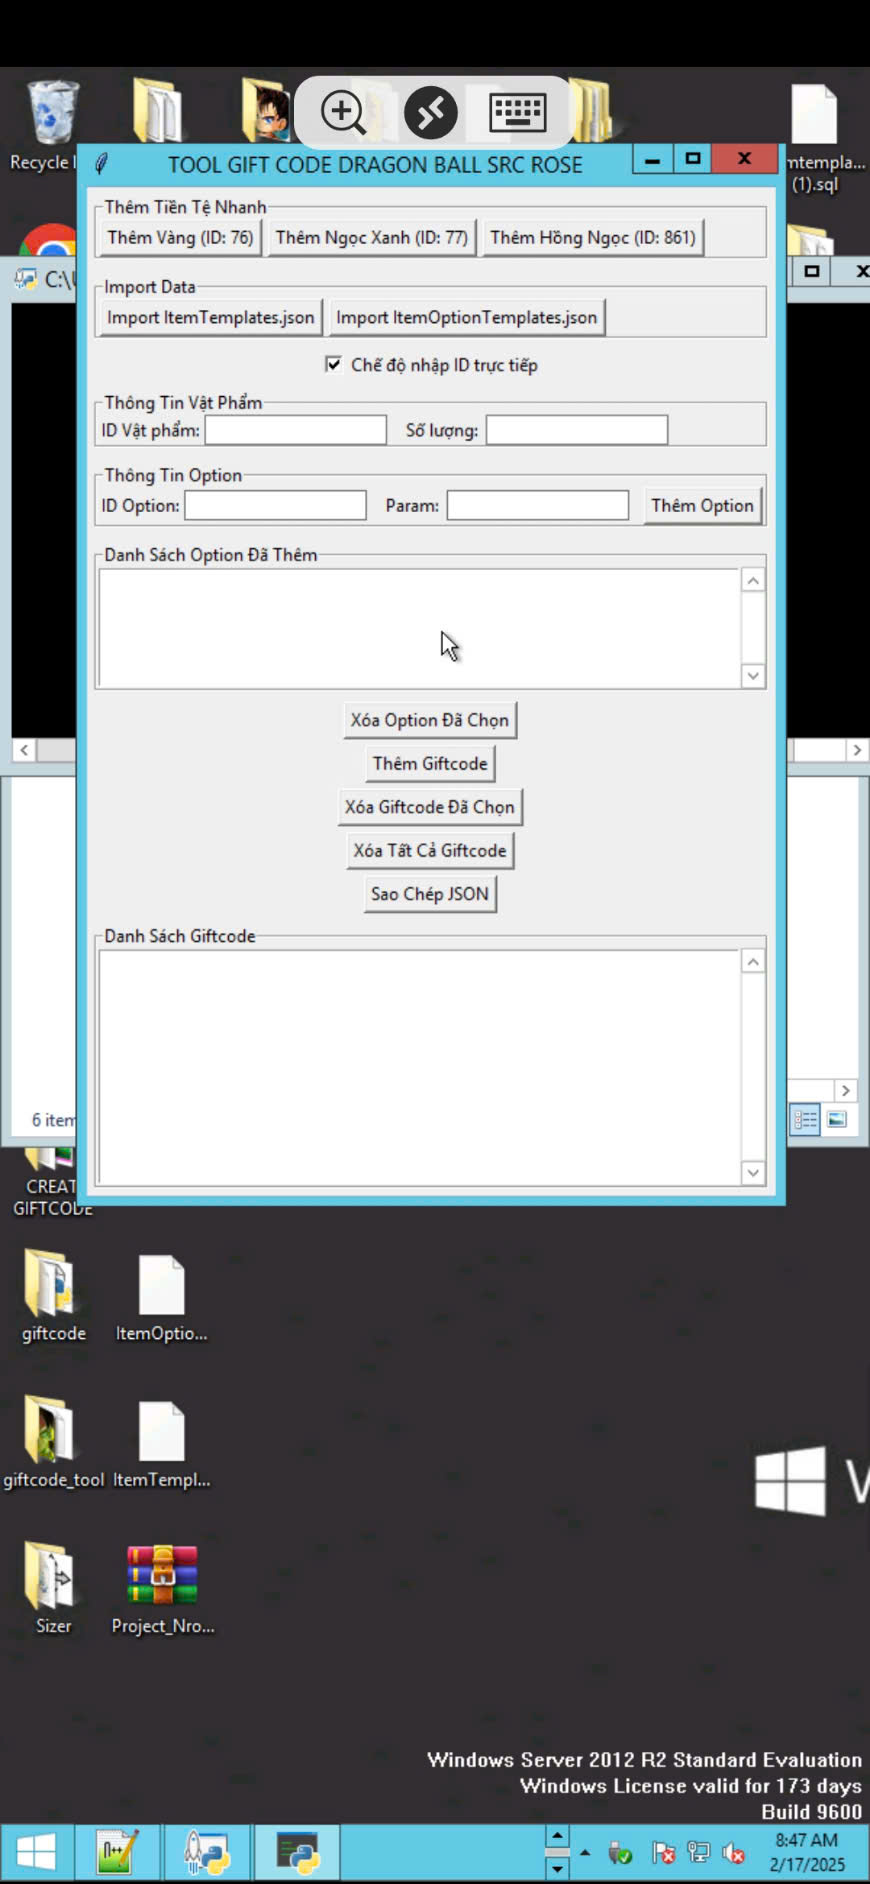 Recycle
mtempla...
(1).sql
TOOL GIFT CODE DRAGON BALL SRC ROSE
C:\
Thêm Tiền Tệ Nhanh
Thêm Vàng (ID: 76)
Thêm Ngọc Xanh (ID: 77)
Thêm Hồng Ngọc (ID: 861)
Import Data
Import ItemTemplates.json
Import ItemOptionTemplates.json
Chế độ nhập ID trực tiếp
Thông Tin Vật Phẩm
ID Vật phẩm:
Số lượng:
Thông Tin Option
ID Option:
Param:
Thêm Option
Danh Sách Option Đã Thêm
Xóa Option Đã Chọn
Thêm Giftcode
Xóa Giftcode Đã Chọn
Xóa Tất Cả Giftcode
Sao Chép JSON
Danh Sách Giftcode
6 item
CREAT
GIFTCODE
giftcode
ItemOptio...
giftcode_tool
ItemTempl...
Sizer
Project_Nro...
Windows Server 2012 R2 Standard Evaluation
Windows License valid for 173 days
Build 9600
8:47 AM
2/17/2025